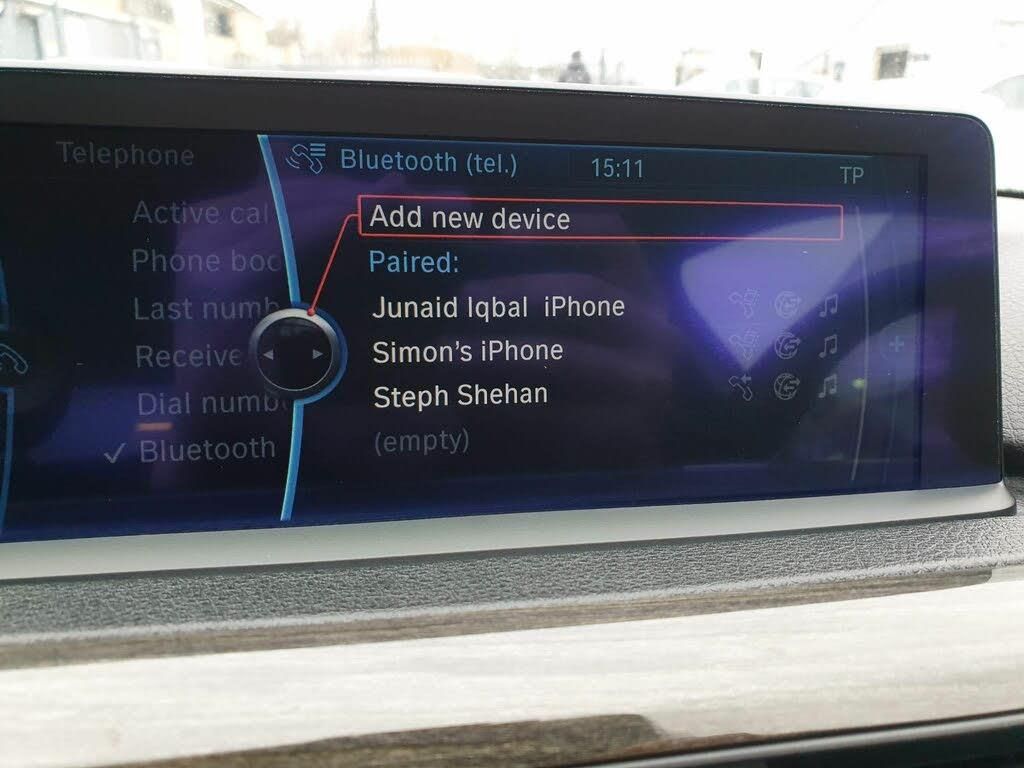 Telephone
Bluetooth (tel.)
15:11
TP
Active cal
Phone boo
Last numb
Receive
Dial numb
Bluetooth
Add new device
Paired:
Junaid Iqbal iPhone
Simon's iPhone
Steph Shehan
(empty)